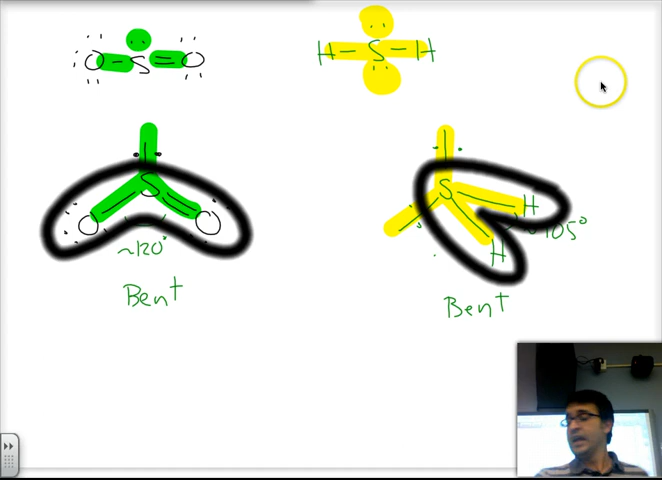 O-S=O
H-S-H
S
O O
~120°
Bent
S
H
H
105°
Bent